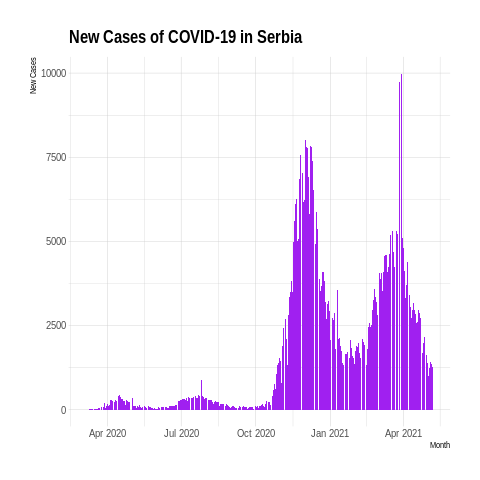 New Cases of COVID-19 in Serbia
New Cases
10000
7500
5000
2500
0
Apr 2020 Jul 2020 Oct 2020 Jan 2021 Apr 2021
Month